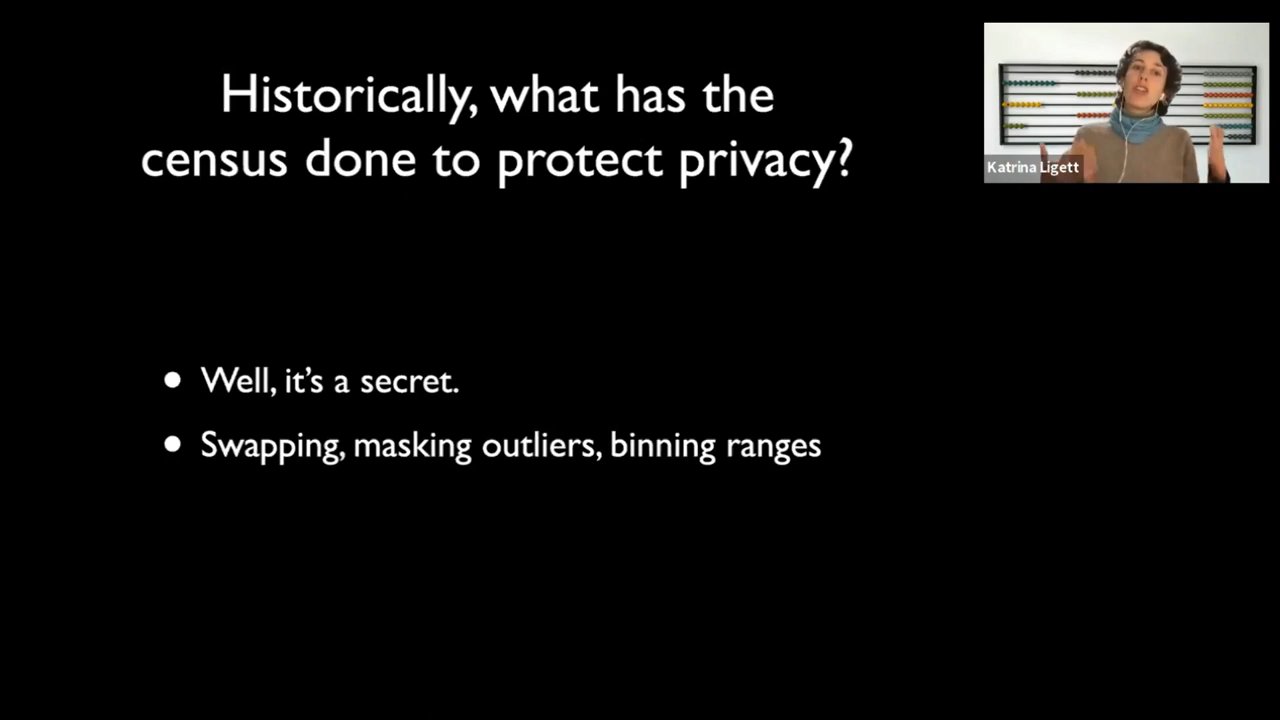 Historically, what has the
census done to protect privacy?
Katrina Ligett
• Well, it's a secret.
• Swapping, masking outliers, binning ranges